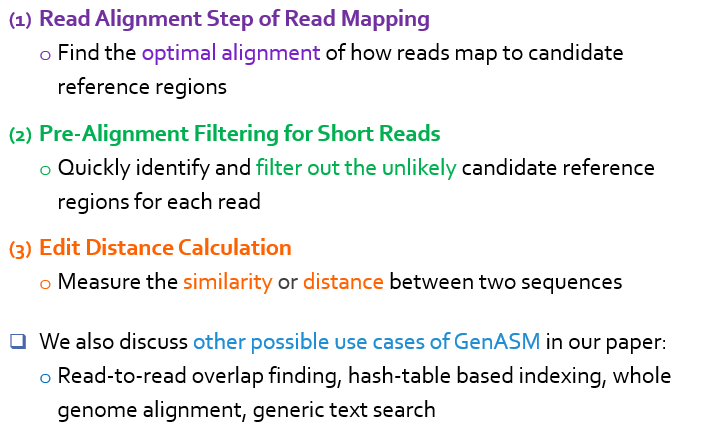 (1) Read Alignment Step of Read Mapping
o Find the optimal alignment of how reads map to candidate
reference regions
(2) Pre-Alignment Filtering for Short Reads
o Quickly identify and filter out the unlikely candidate reference
regions for each read
(3) Edit Distance Calculation
o Measure the similarity or distance between two sequences
❑ We also discuss other possible use cases of GenASM in our paper:
o Read-to-read overlap finding, hash-table based indexing, whole
genome alignment, generic text search